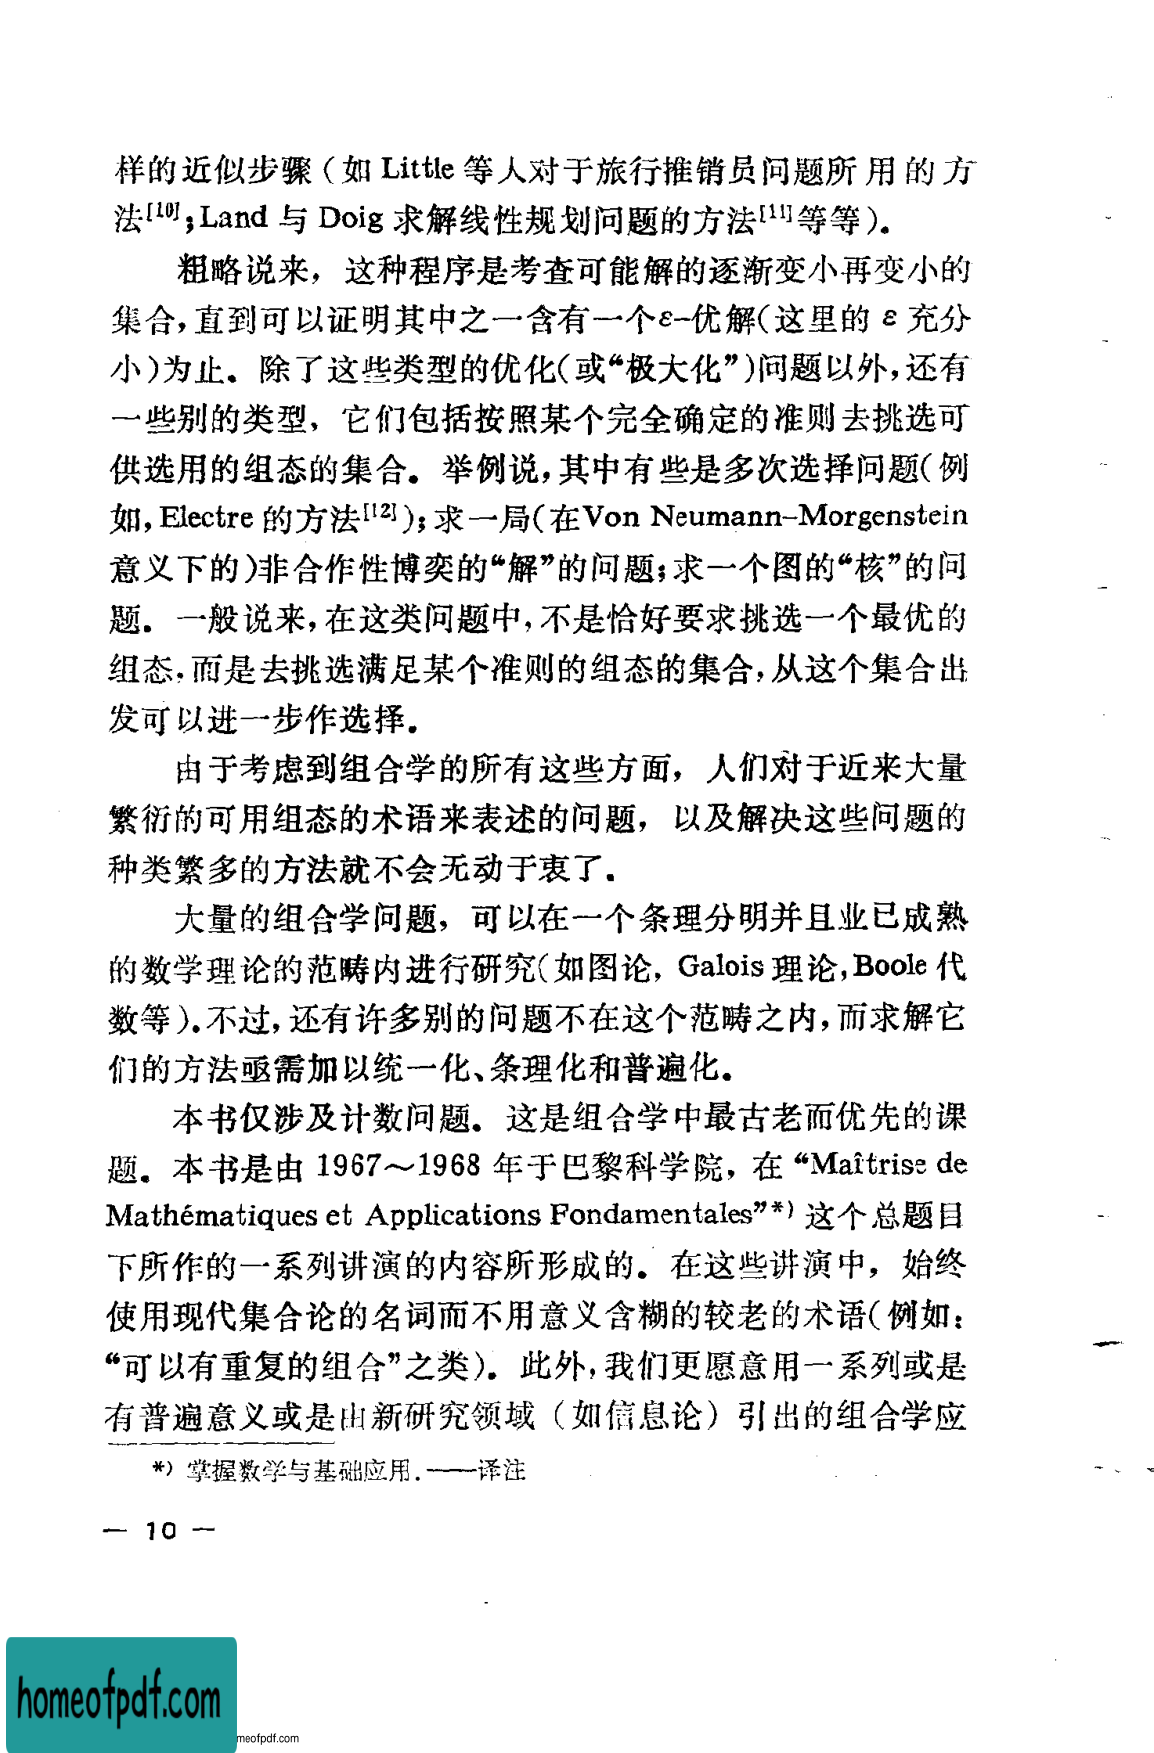 样的近似步骤（如 Little 等人对于旅行推销员问题所用的方
法[10];Land 与 Doig 求解线性规划问题的方法[11]等等）.
粗略说来，这种程序是考查可能解的逐渐变小再变小的
集合，直到可以证明其中之一含有一个ε-优解(这里的 ε 充分
小)为止. 除了这些类型的优化(或“极大化”)问题以外，还有
一些别的类型，它们包括按照某个完全确定的准则去挑选可
供选用的组态的集合. 举例说，其中有些是多次选择问题(例
如，Electre 的方法[12]);求一局(在Von Neumann-Morgenstein
意义下的)非合作性博奕的“解”的问题;求一个图的“核”的问
题. 一般说来，在这类问题中，不是恰好要求挑选一个最优的
组态，而是去挑选满足某个准则的组态的集合，从这个集合出
发可以进一步作选择.
由于考虑到组合学的所有这些方面，人们对于近来大量
繁衍的可用组态的术语来表述的问题，以及解决这些问题的
种类繁多的方法就不会无动于衷了.
大量的组合学问题，可以在一个条理分明并且业已成熟
的数学理论的范畴内进行研究(如图论，Galois 理论，Boole 代
数等).不过，还有许多别的问题不在这个范畴之内，而求解它
们的方法亟需加以统一化、条理化和普遍化.
本书仅涉及计数问题. 这是组合学中最古老而优先的课
题. 本书是由 1967～1968 年于巴黎科学院，在 “Maîtrise de
Mathématiques et Applications Fondamentales”*) 这个总题目
下所作的一系列讲演的内容所形成的. 在这些讲演中，始终
使用现代集合论的名词而不用意义含糊的较老的术语(例如:
“可以有重复的组合”之类). 此外，我们更愿意用一系列或是
有普遍意义或是由新研究领域（如信息论）引出的组合学应
*) 掌握数学与基础应用.——译注
— 10 —
homeofpdf.com
meofpdf.com